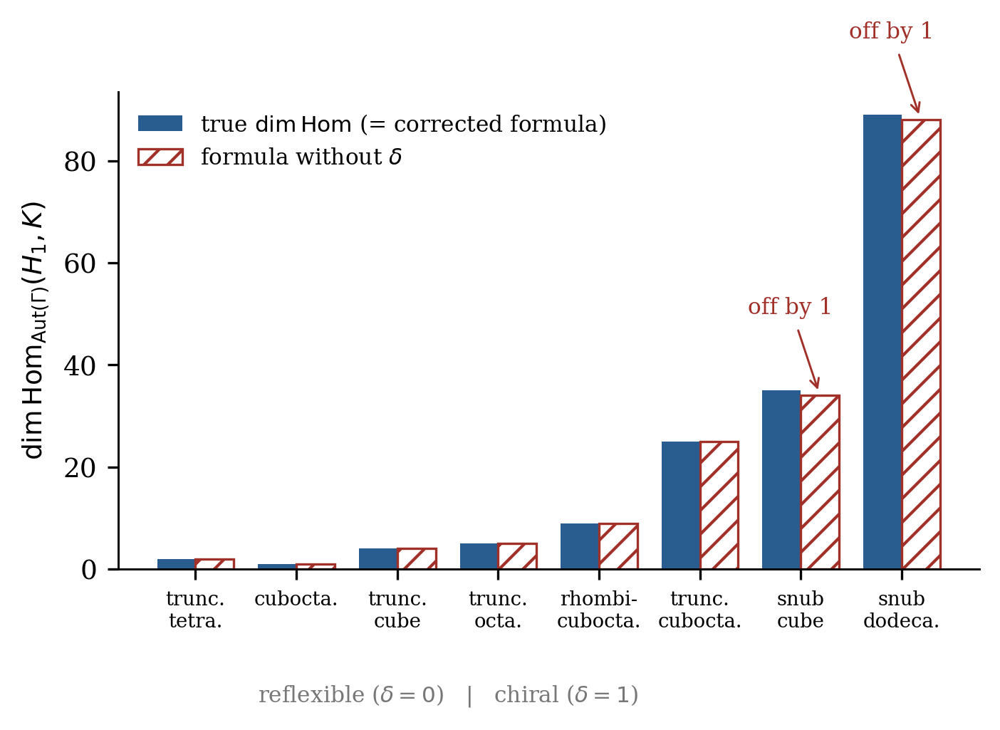 off by 1
true dim Hom (= corrected formula)
formula without δ
off by 1
dim Hom_Aut(Γ)(H₁, K)
80
60
40
20
0
trunc. tetra.
cubocta.
trunc. cube
trunc. octa.
rhombi- cubocta.
trunc. cubocta.
snub cube
snub dodeca.
reflexible (δ = 0) | chiral (δ = 1)